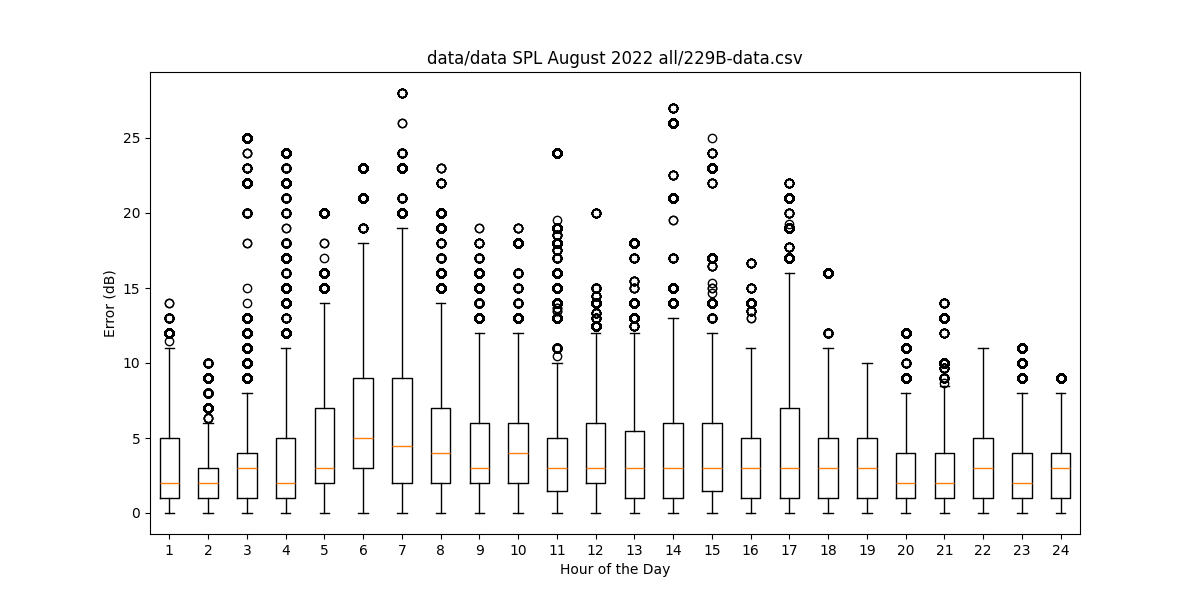 data/data SPL August 2022 all/229B-data.csv
Error (dB)
25
20
15
10
5
0
1 2 3 4 5 6 7 8 9 10 11 12 13 14 15 16 17 18 19 20 21 22 23 24
Hour of the Day